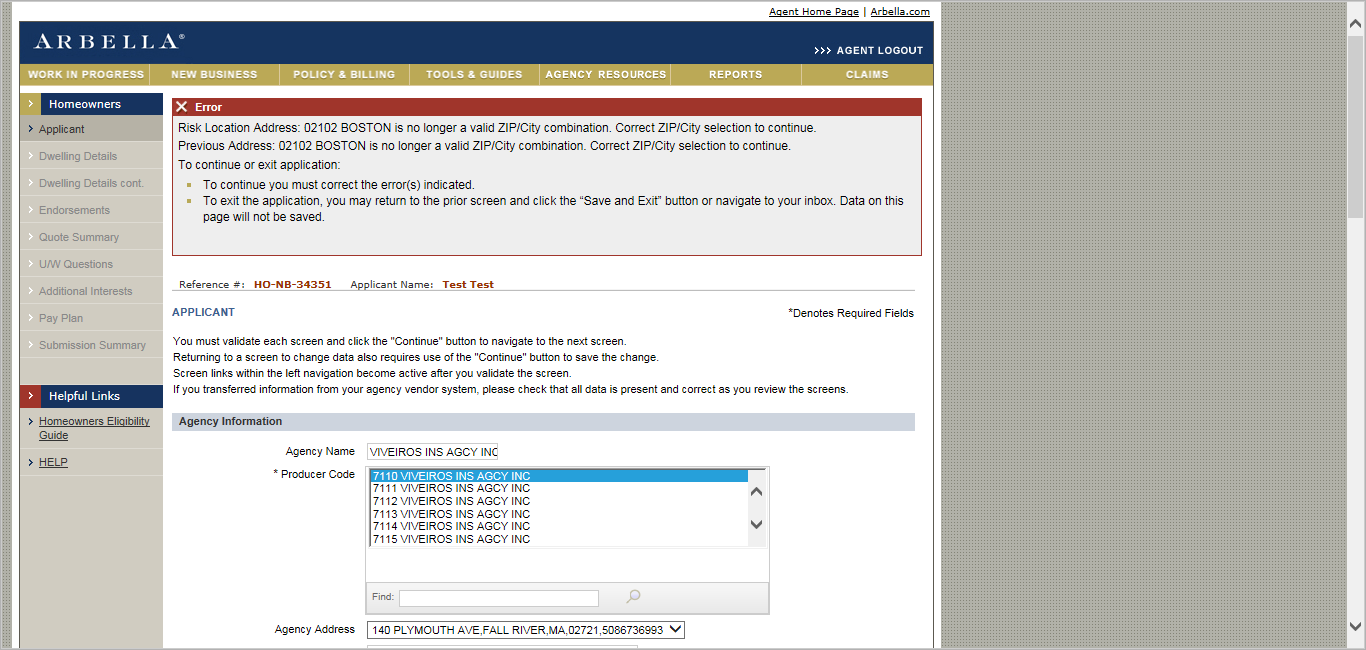 Agent Home Page | Arbella.com
ARBELLA®
>>> AGENT LOGOUT
WORK IN PROGRESS NEW BUSINESS POLICY & BILLING TOOLS & GUIDES AGENCY RESOURCES REPORTS CLAIMS
Homeowners
Applicant
Dwelling Details
Dwelling Details cont.
Endorsements
Quote Summary
U/W Questions
Additional Interests
Pay Plan
Submission Summary
Helpful Links
Homeowners Eligibility
Guide
HELP
Error
Risk Location Address: 02102 BOSTON is no longer a valid ZIP/City combination. Correct ZIP/City selection to continue.
Previous Address: 02102 BOSTON is no longer a valid ZIP/City combination. Correct ZIP/City selection to continue.
To continue or exit application:
To continue you must correct the error(s) indicated.
To exit the application, you may return to the prior screen and click the “Save and Exit” button or navigate to your inbox. Data on this
page will not be saved.
Reference #: HO-NB-34351 Applicant Name: Test Test
APPLICANT
*Denotes Required Fields
You must validate each screen and click the "Continue" button to navigate to the next screen.
Returning to a screen to change data also requires use of the "Continue" button to save the change.
Screen links within the left navigation become active after you validate the screen.
If you transferred information from your agency vendor system, please check that all data is present and correct as you review the screens.
Agency Information
Agency Name VIVEIROS INS AGCY INC
* Producer Code
7110 VIVEIROS INS AGCY INC
7111 VIVEIROS INS AGCY INC
7112 VIVEIROS INS AGCY INC
7113 VIVEIROS INS AGCY INC
7114 VIVEIROS INS AGCY INC
7115 VIVEIROS INS AGCY INC
Find:
Agency Address 140 PLYMOUTH AVE,FALL RIVER,MA,02721,5086736993